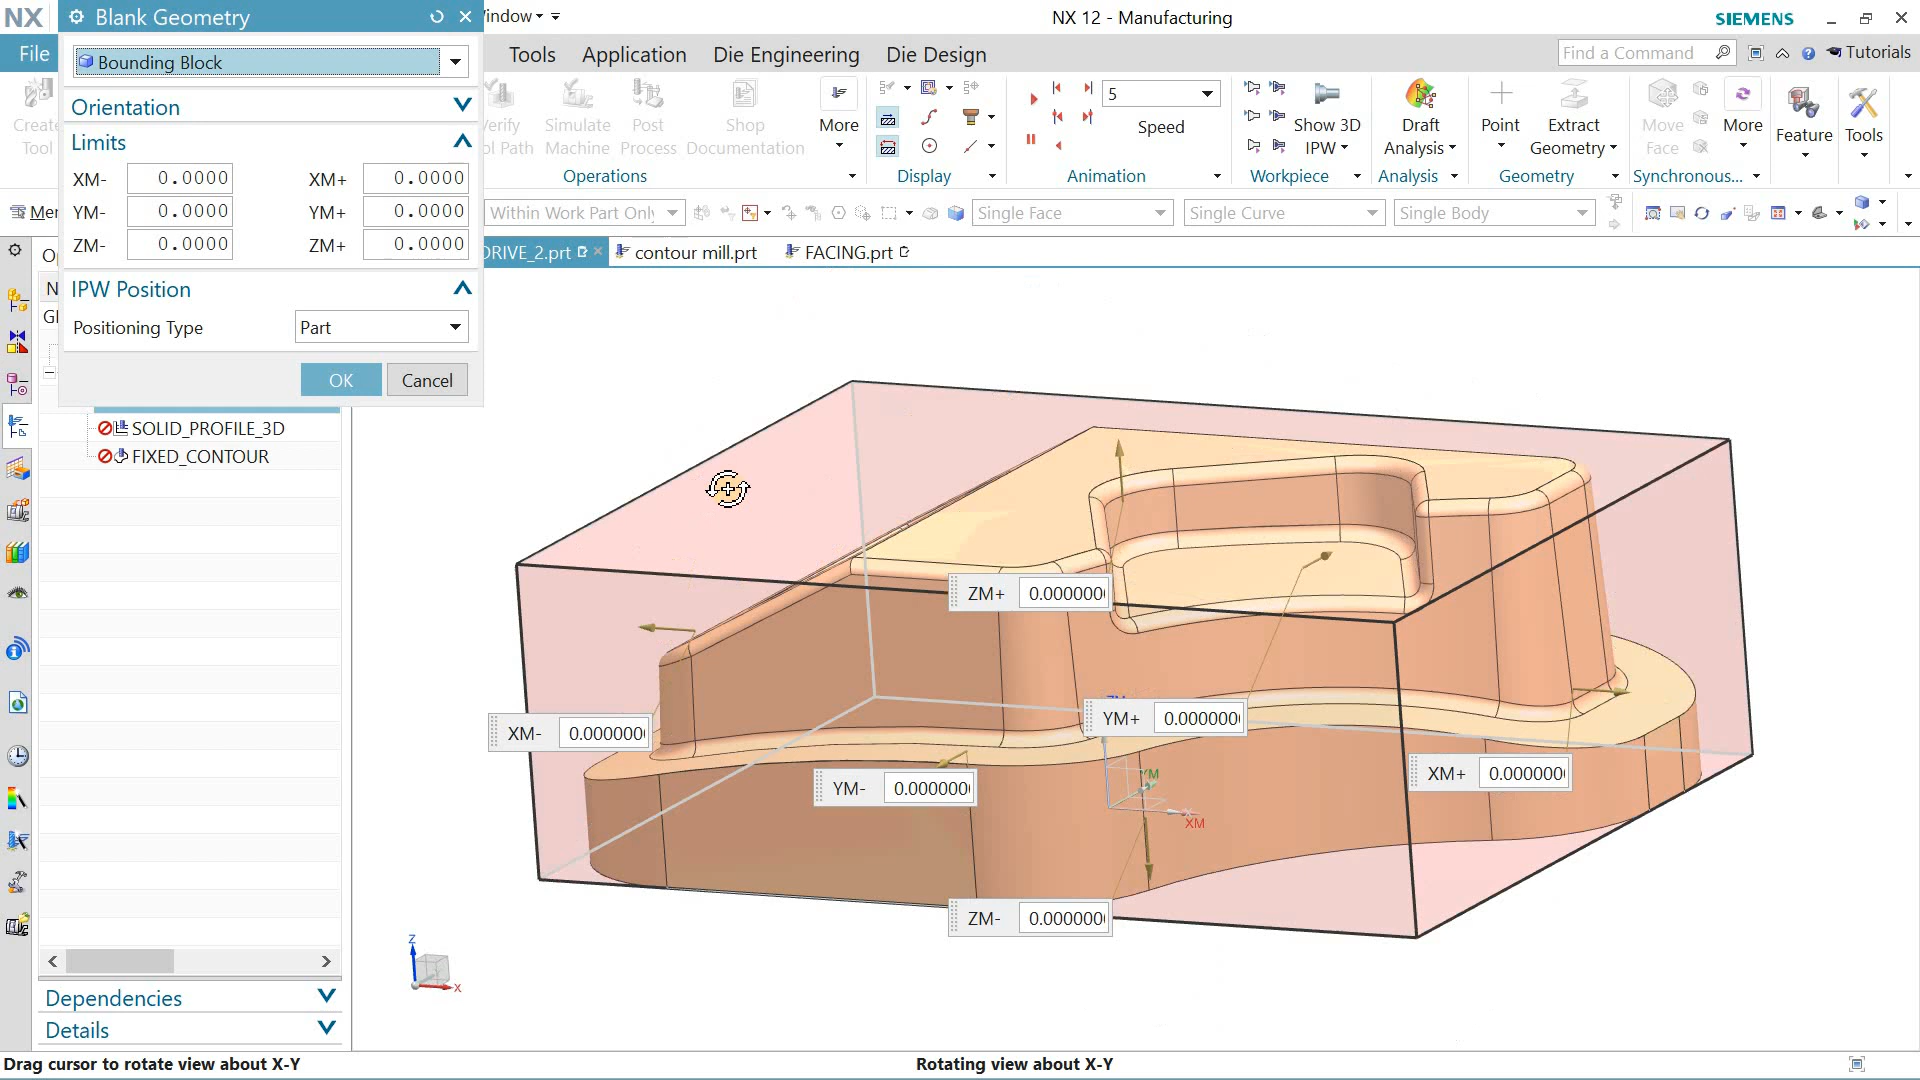 NX
Blank Geometry
Window
NX 12 - Manufacturing
SIEMENS
File
Bounding Block
Tools
Application
Die Engineering
Die Design
Find a Command
Tutorials
Orientation
Limits
XM- 0.0000 XM+ 0.0000
YM- 0.0000 YM+ 0.0000
ZM- 0.0000 ZM+ 0.0000
IPW Position
Positioning Type Part
OK Cancel
Create
Tool
Simulate
Machine
Post
Process
Shop
Documentation
More
Operations
Display
5
Speed
Animation
Show 3D
IPW
Workpiece
Draft
Analysis
Analysis
Point
Extract
Geometry
Geometry
Move
Face
More
Synchronous...
Feature
Tools
Within Work Part Only
Single Face
Single Curve
Single Body
DRIVE_2.prt
contour mill.prt
FACING.prt
SOLID_PROFILE_3D
FIXED_CONTOUR
ZM+ 0.000000
XM- 0.000000
YM+ 0.000000
YM- 0.000000
XM+ 0.000000
ZM- 0.000000
YM
XM
Z
X
Dependencies
Details
Drag cursor to rotate view about X-Y
Rotating view about X-Y